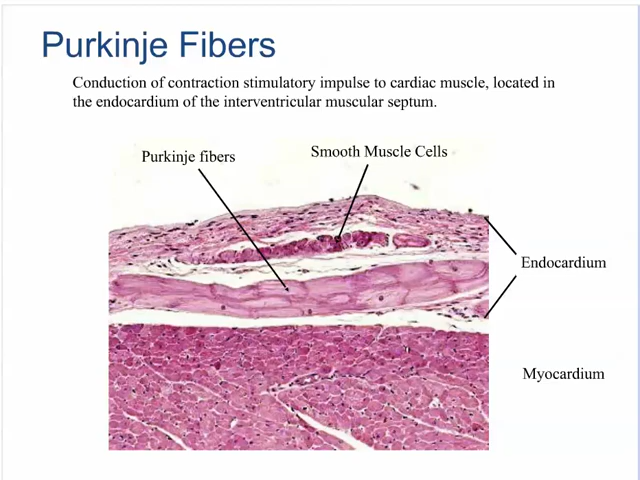 Purkinje Fibers
Conduction of contraction stimulatory impulse to cardiac muscle, located in
the endocardium of the interventricular muscular septum.
Purkinje fibers
Smooth Muscle Cells
Endocardium
Myocardium